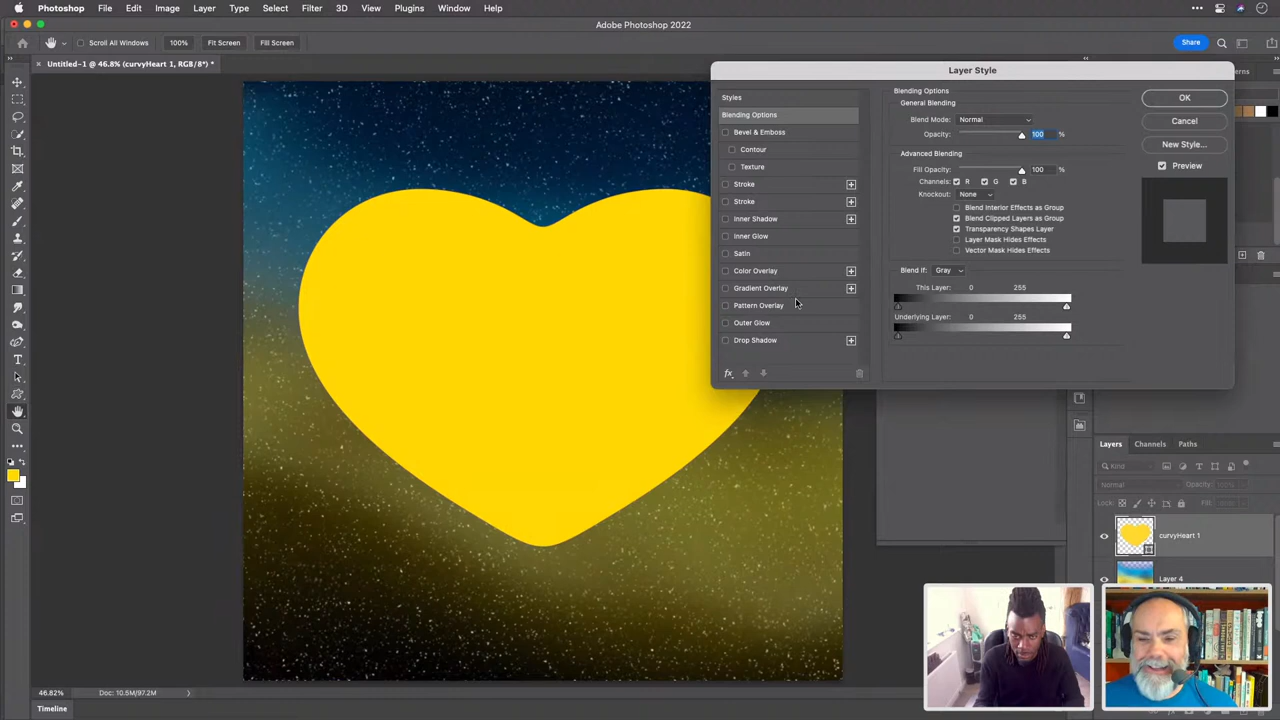 Photoshop File Edit Image Layer Type Select Filter 3D View Plugins Window Help
Adobe Photoshop 2022
Scroll All Windows 100% Fit Screen Fill Screen Share
× Untitled-1 @ 46.8% (curvyHeart 1, RGB/8*) *
Layer Style
Styles
Blending Options
Bevel & Emboss
Contour
Texture
Stroke
Stroke
Inner Shadow
Inner Glow
Satin
Color Overlay
Gradient Overlay
Pattern Overlay
Outer Glow
Drop Shadow
fx
Blending Options
General Blending
Blend Mode: Normal
Opacity: 100 %
Advanced Blending
Fill Opacity: 100 %
Channels: R G B
Knockout: None
Blend Interior Effects as Group
Blend Clipped Layers as Group
Transparency Shapes Layer
Layer Mask Hides Effects
Vector Mask Hides Effects
Blend If: Gray
This Layer: 0 255
Underlying Layer: 0 255
OK
Cancel
New Style...
Preview
Layers Channels Paths
Kind
Normal Opacity: 100%
Lock: Fill:
curvyHeart 1
Layer 4
46.82% Doc: 10.5M/97.2M
Timeline